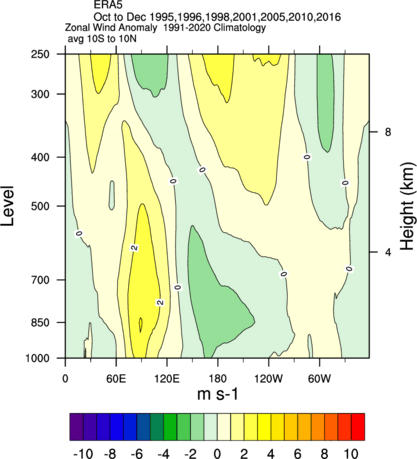 ERA5
Oct to Dec 1995,1996,1998,2001,2005,2010,2016
Zonal Wind Anomaly 1991-2020 Climatology
avg 10S to 10N
250
300
400
500
700
850
1000
Level
8
4
Height (km)
0
0
0
0
0
0
0
0
2
2
0 60E 120E 180 120W 60W
m s-1
-10 -8 -6 -4 -2 0 2 4 6 8 10